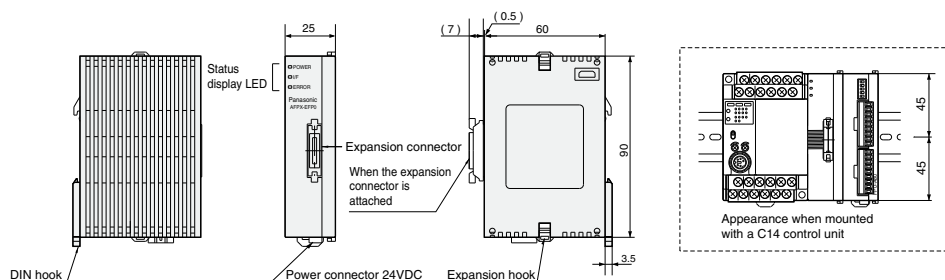 25
( 7 )
( 0.5 )
60
Status
display LED
POWER
I/F
ERROR
Panasonic
AFPX-EFP0
Expansion connector
When the expansion
connector is
attached
90
45
45
Appearance when mounted
with a C14 control unit
3.5
DIN hook
Power connector 24VDC
Expansion hook